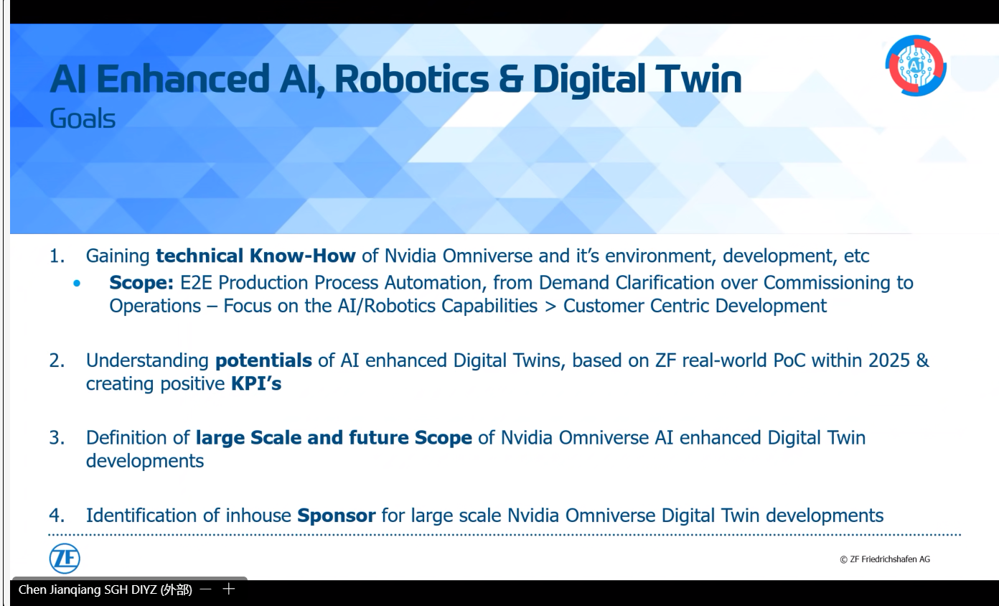 AI Enhanced AI, Robotics & Digital Twin
Goals
Ai
1. Gaining technical Know-How of Nvidia Omniverse and it’s environment, development, etc
• Scope: E2E Production Process Automation, from Demand Clarification over Commissioning to
Operations – Focus on the AI/Robotics Capabilities > Customer Centric Development
2. Understanding potentials of AI enhanced Digital Twins, based on ZF real-world PoC within 2025 &
creating positive KPI’s
3. Definition of large Scale and future Scope of Nvidia Omniverse AI enhanced Digital Twin
developments
4. Identification of inhouse Sponsor for large scale Nvidia Omniverse Digital Twin developments
ZF
© ZF Friedrichshafen AG
Chen Jianqiang SGH DIYZ (外部)